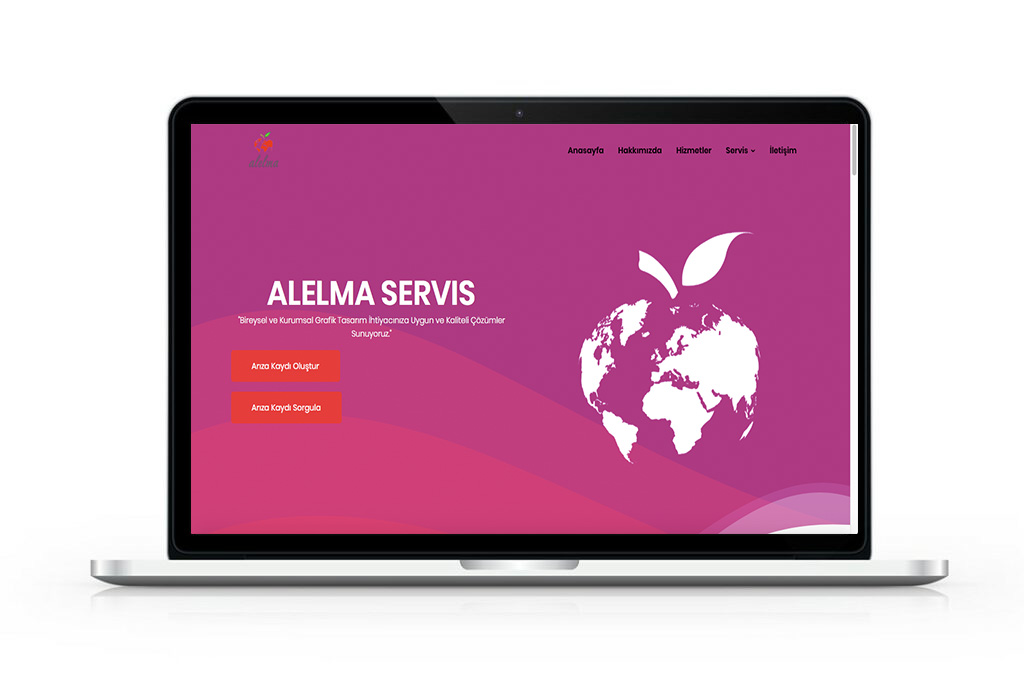 Anasayfa Hakkımızda Hizmetler Servis İletişim
ALELMA SERVIS
"Bireysel ve Kurumsal Grafik Tasarım İhtiyacınıza Uygun ve Kaliteli Çözümler
Sunuyoruz."
Arıza Kaydı Oluştur
Arıza Kaydı Sorgula